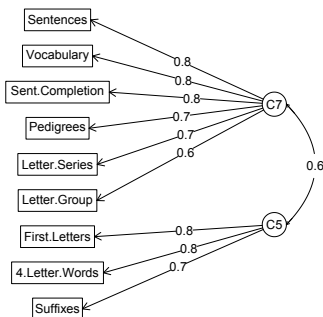 Sentences
0.8
Vocabulary
0.8
Sent.Completion
0.8
C7
Pedigrees
0.7
Letter.Series
0.7
0.6
0.6
Letter.Group
First.Letters
0.8
C5
4.Letter.Words
0.8
Suffixes
0.7